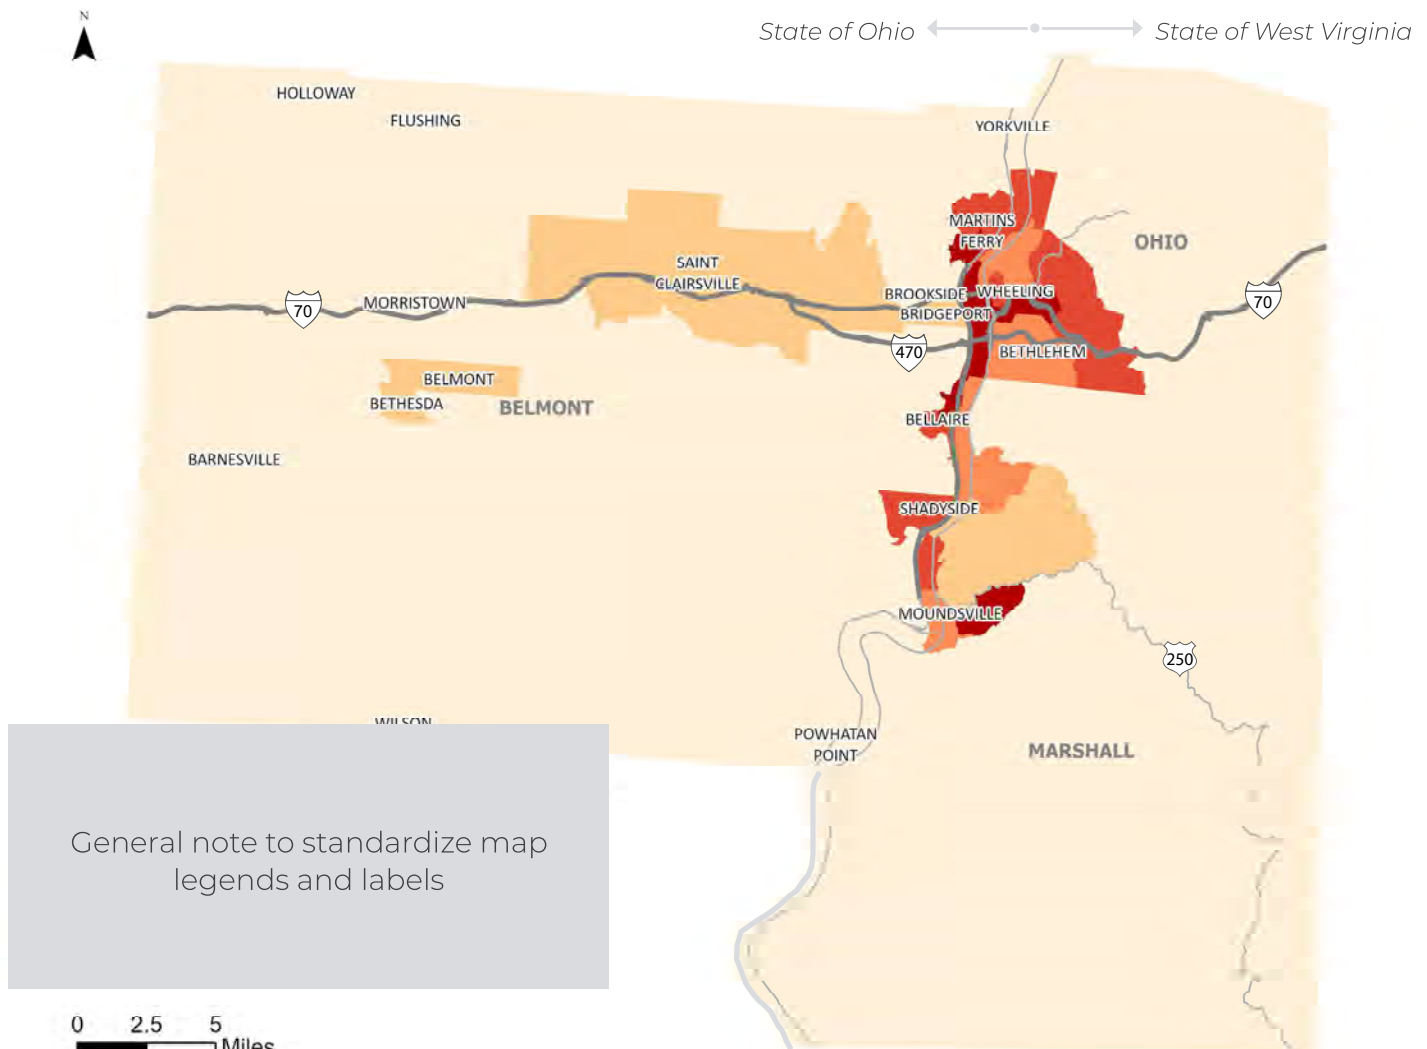 N
State of Ohio
State of West Virginia
HOLLOWAY
FLUSHING
YORKVILLE
MARTINS
FERRY
OHIO
SAINT
CLAIRSVILLE
BROOKSIDE
WHEELING
MORRISTOWN
70
70
BRIDGEPORT
470
BETHLEHEM
BELMONT
BETHESDA
BELMONT
BELLAIRE
BARNESVILLE
SHADYSIDE
MOUNDSVILLE
250
WILSON
POWHATAN
POINT
MARSHALL
General note to standardize map
legends and labels
0 2.5 5
Miles